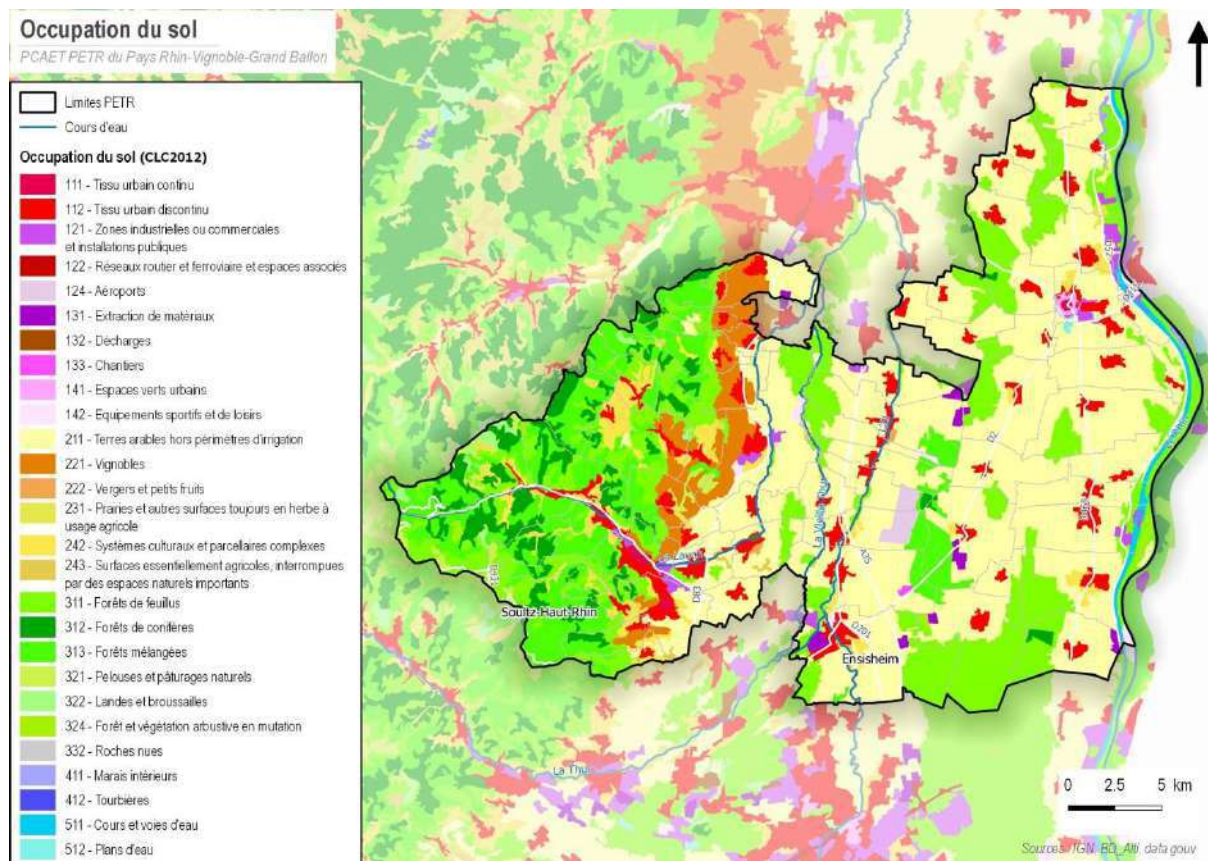 Occupation du sol
PCAET PETR du Pays Rhin-Vignoble-Grand Ballon
Limites PETR
Cours d'eau
Occupation du sol (CLC2012)
111 - Tissu urbain continu
112 - Tissu urbain discontinu
121 - Zones industrielles ou commerciales
et installations publiques
122 - Réseaux routier et ferroviaire et espaces associés
124 - Aéroports
131 - Extraction de matériaux
132 - Décharges
133 - Chantiers
141 - Espaces verts urbains
142 - Equipements sportifs et de loisirs
211 - Terres arables hors périmètres d'irrigation
221 - Vignobles
222 - Vergers et petits fruits
231 - Prairies et autres surfaces toujours en herbe à
usage agricole
242 - Systèmes culturaux et parcellaires complexes
243 - Surfaces essentiellement agricoles, interrompues
par des espaces naturels importants
311 - Forêts de feuillus
312 - Forêts de conifères
313 - Forêts mélangées
321 - Pelouses et pâturages naturels
322 - Landes et broussailles
324 - Forêt et végétation arbustive en mutation
332 - Roches nues
411 - Marais intérieurs
412 - Tourbières
511 - Cours et voies d'eau
512 - Plans d'eau
D2
A35
D83
D201
Soultz-Haut-Rhin
Ensisheim
La Thur
0 2.5 5 km
Sources : IGN- BD_Alti, data gouv